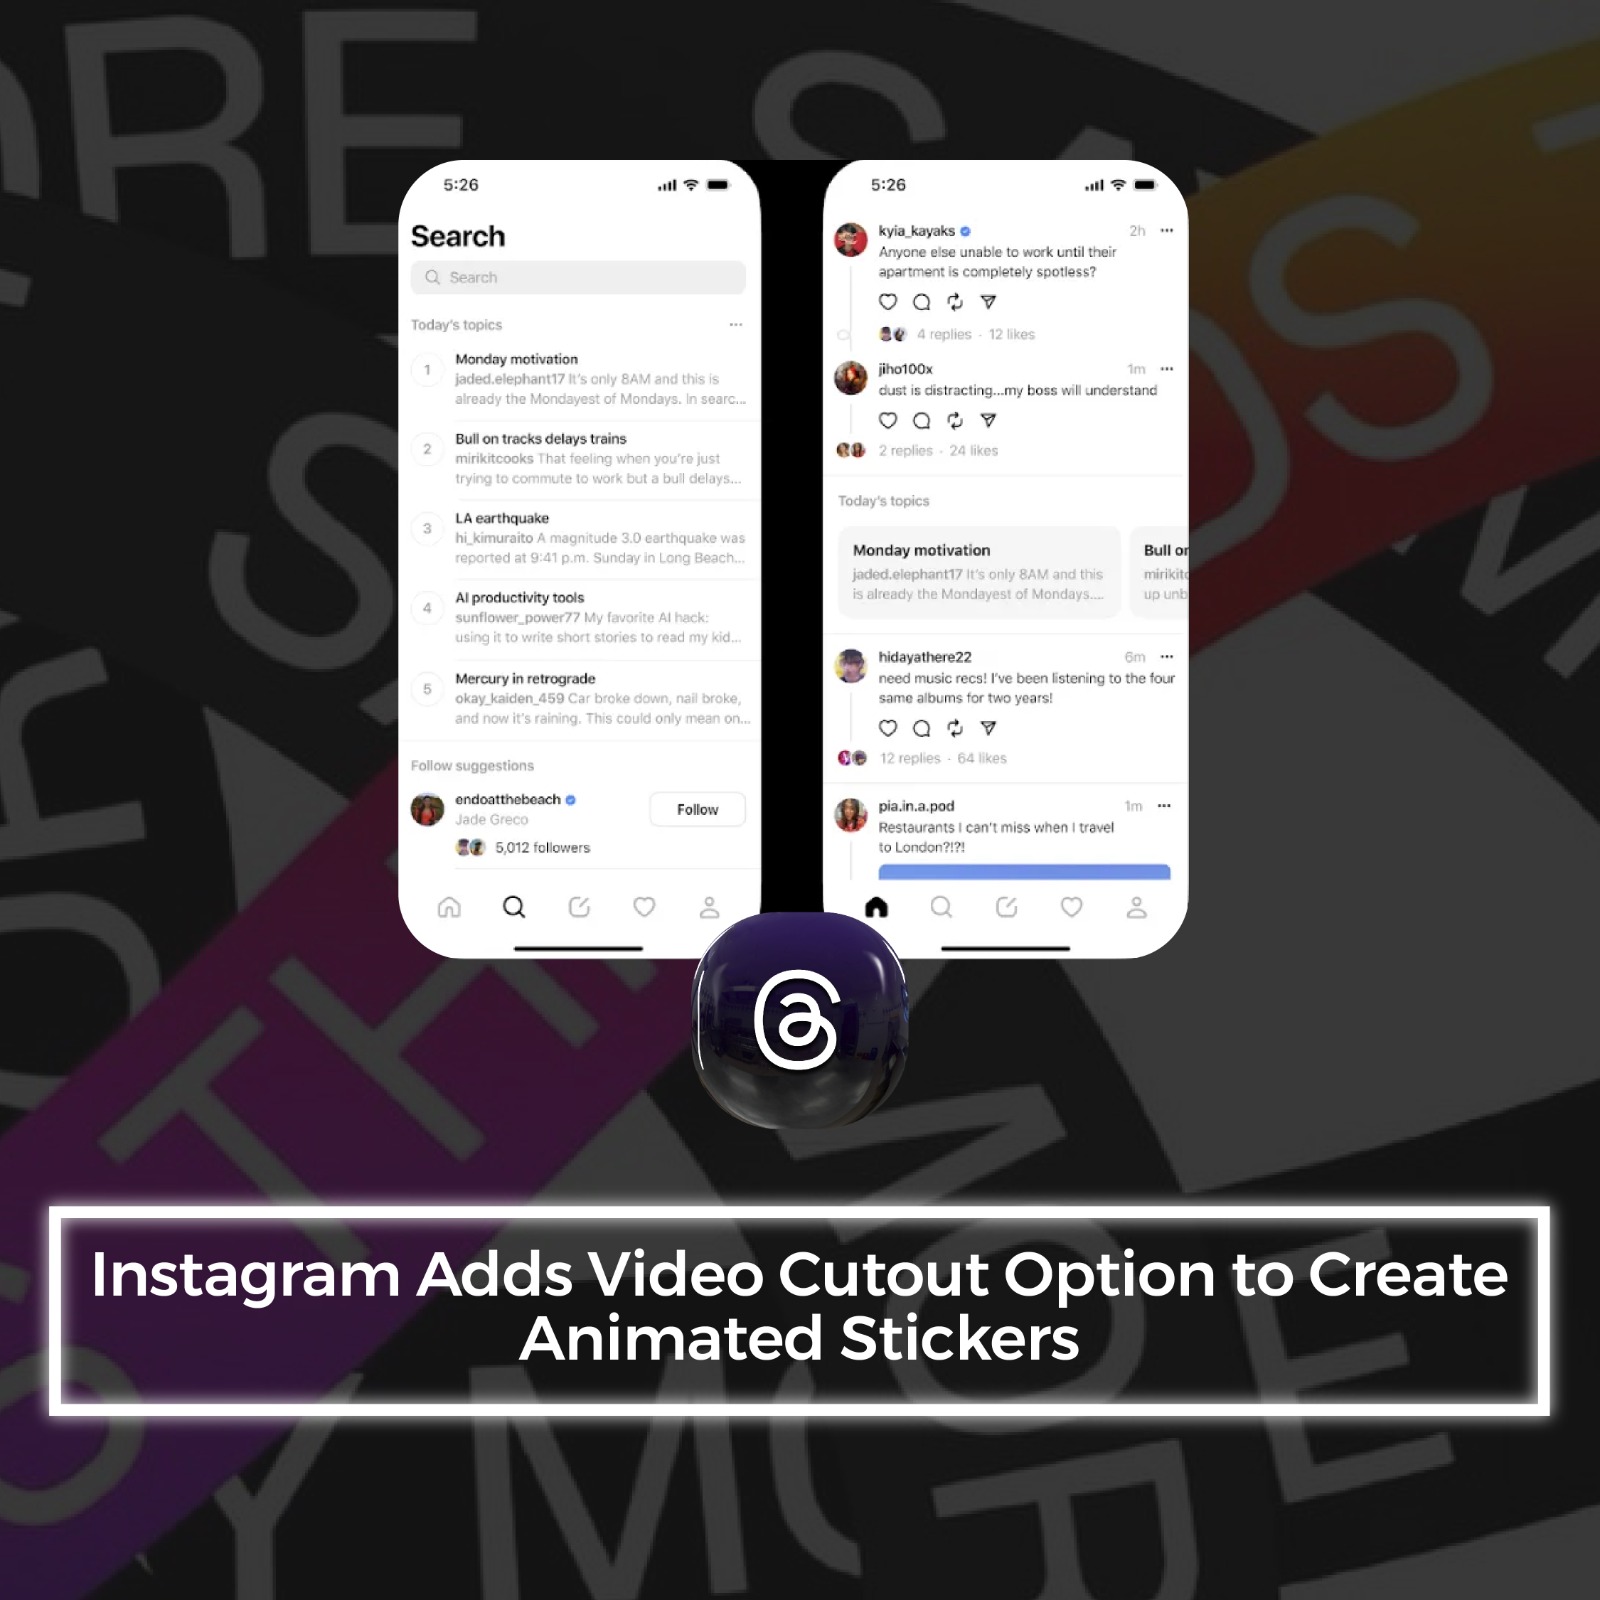 5:26
Search
Search
Today's topics
1
Monday motivation
jaded.elephant17 It's only 8AM and this is
already the Mondayest of Mondays. In searc...
2
Bull on tracks delays trains
mirikitcooks That feeling when you're just
trying to commute to work but a bull delays...
3
LA earthquake
hi_kimuraito A magnitude 3.0 earthquake was
reported at 9:41 p.m. Sunday in Long Beach...
4
AI productivity tools
sunflower_power77 My favorite AI hack:
using it to write short stories to read my kid...
5
Mercury in retrograde
okay_kaiden_459 Car broke down, nail broke,
and now it's raining. This could only mean on...
Follow suggestions
endoatthebeach
Jade Greco
Follow
5,012 followers
5:26
kyia_kayaks 2h
Anyone else unable to work until their
apartment is completely spotless?
4 replies · 12 likes
jiho100x 1m
dust is distracting...my boss will understand
2 replies · 24 likes
Today's topics
Monday motivation
jaded.elephant17 It's only 8AM and this
is already the Mondayest of Mondays....
Bull or
mirikitc
up unb
hidayathere22 6m
need music recs! I've been listening to the four
same albums for two years!
12 replies · 64 likes
pia.in.a.pod 1m
Restaurants I can't miss when I travel
to London?!?!
Instagram Adds Video Cutout Option to Create
Animated Stickers